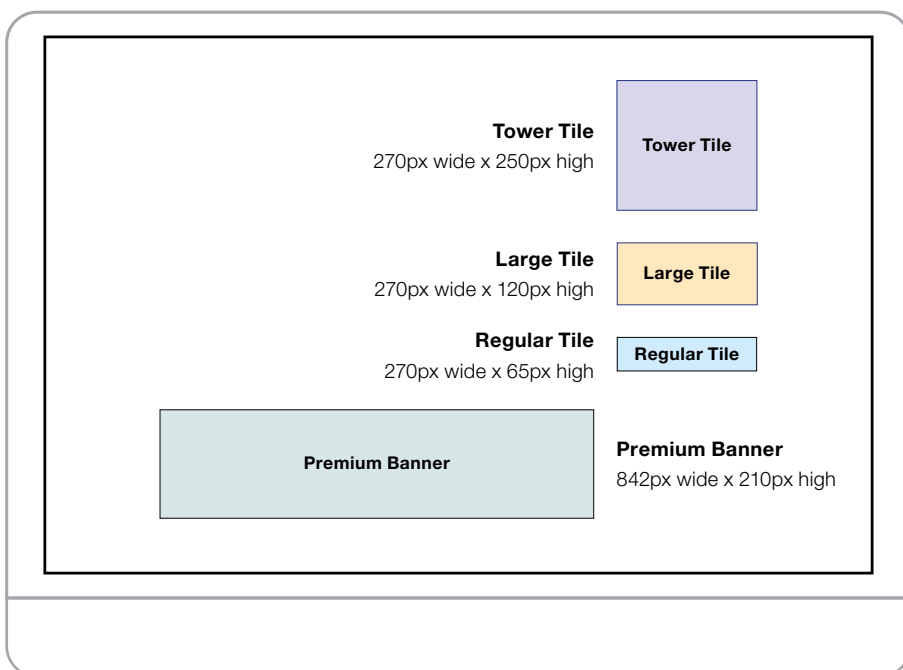 Tower Tile
270px wide x 250px high
Tower Tile
Large Tile
270px wide x 120px high
Large Tile
Regular Tile
270px wide x 65px high
Regular Tile
Premium Banner
Premium Banner
842px wide x 210px high